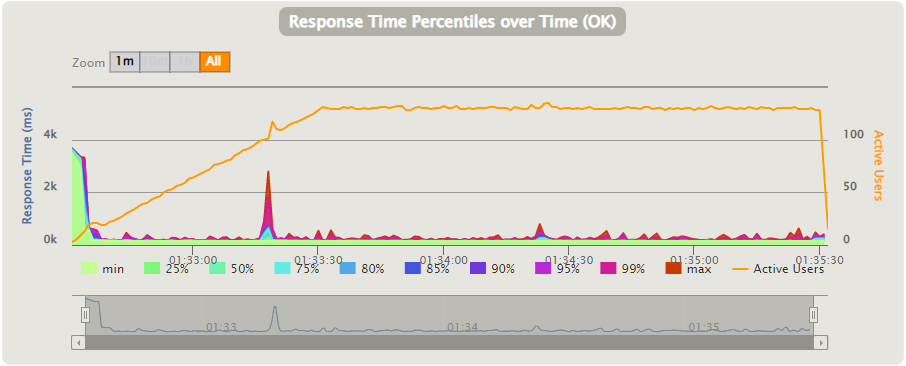 Response Time Percentiles over Time (OK)
Zoom 1m 10m 1h All
Response Time (ms)
4k
2k
0k
100
50
0
Active Users
01:33:00 01:33:30 01:34:00 01:34:30 01:35:00 01:35:30
min 25% 50% 75% 80% 85% 90% 95% 99% max Active Users
01:33 01:34 01:35